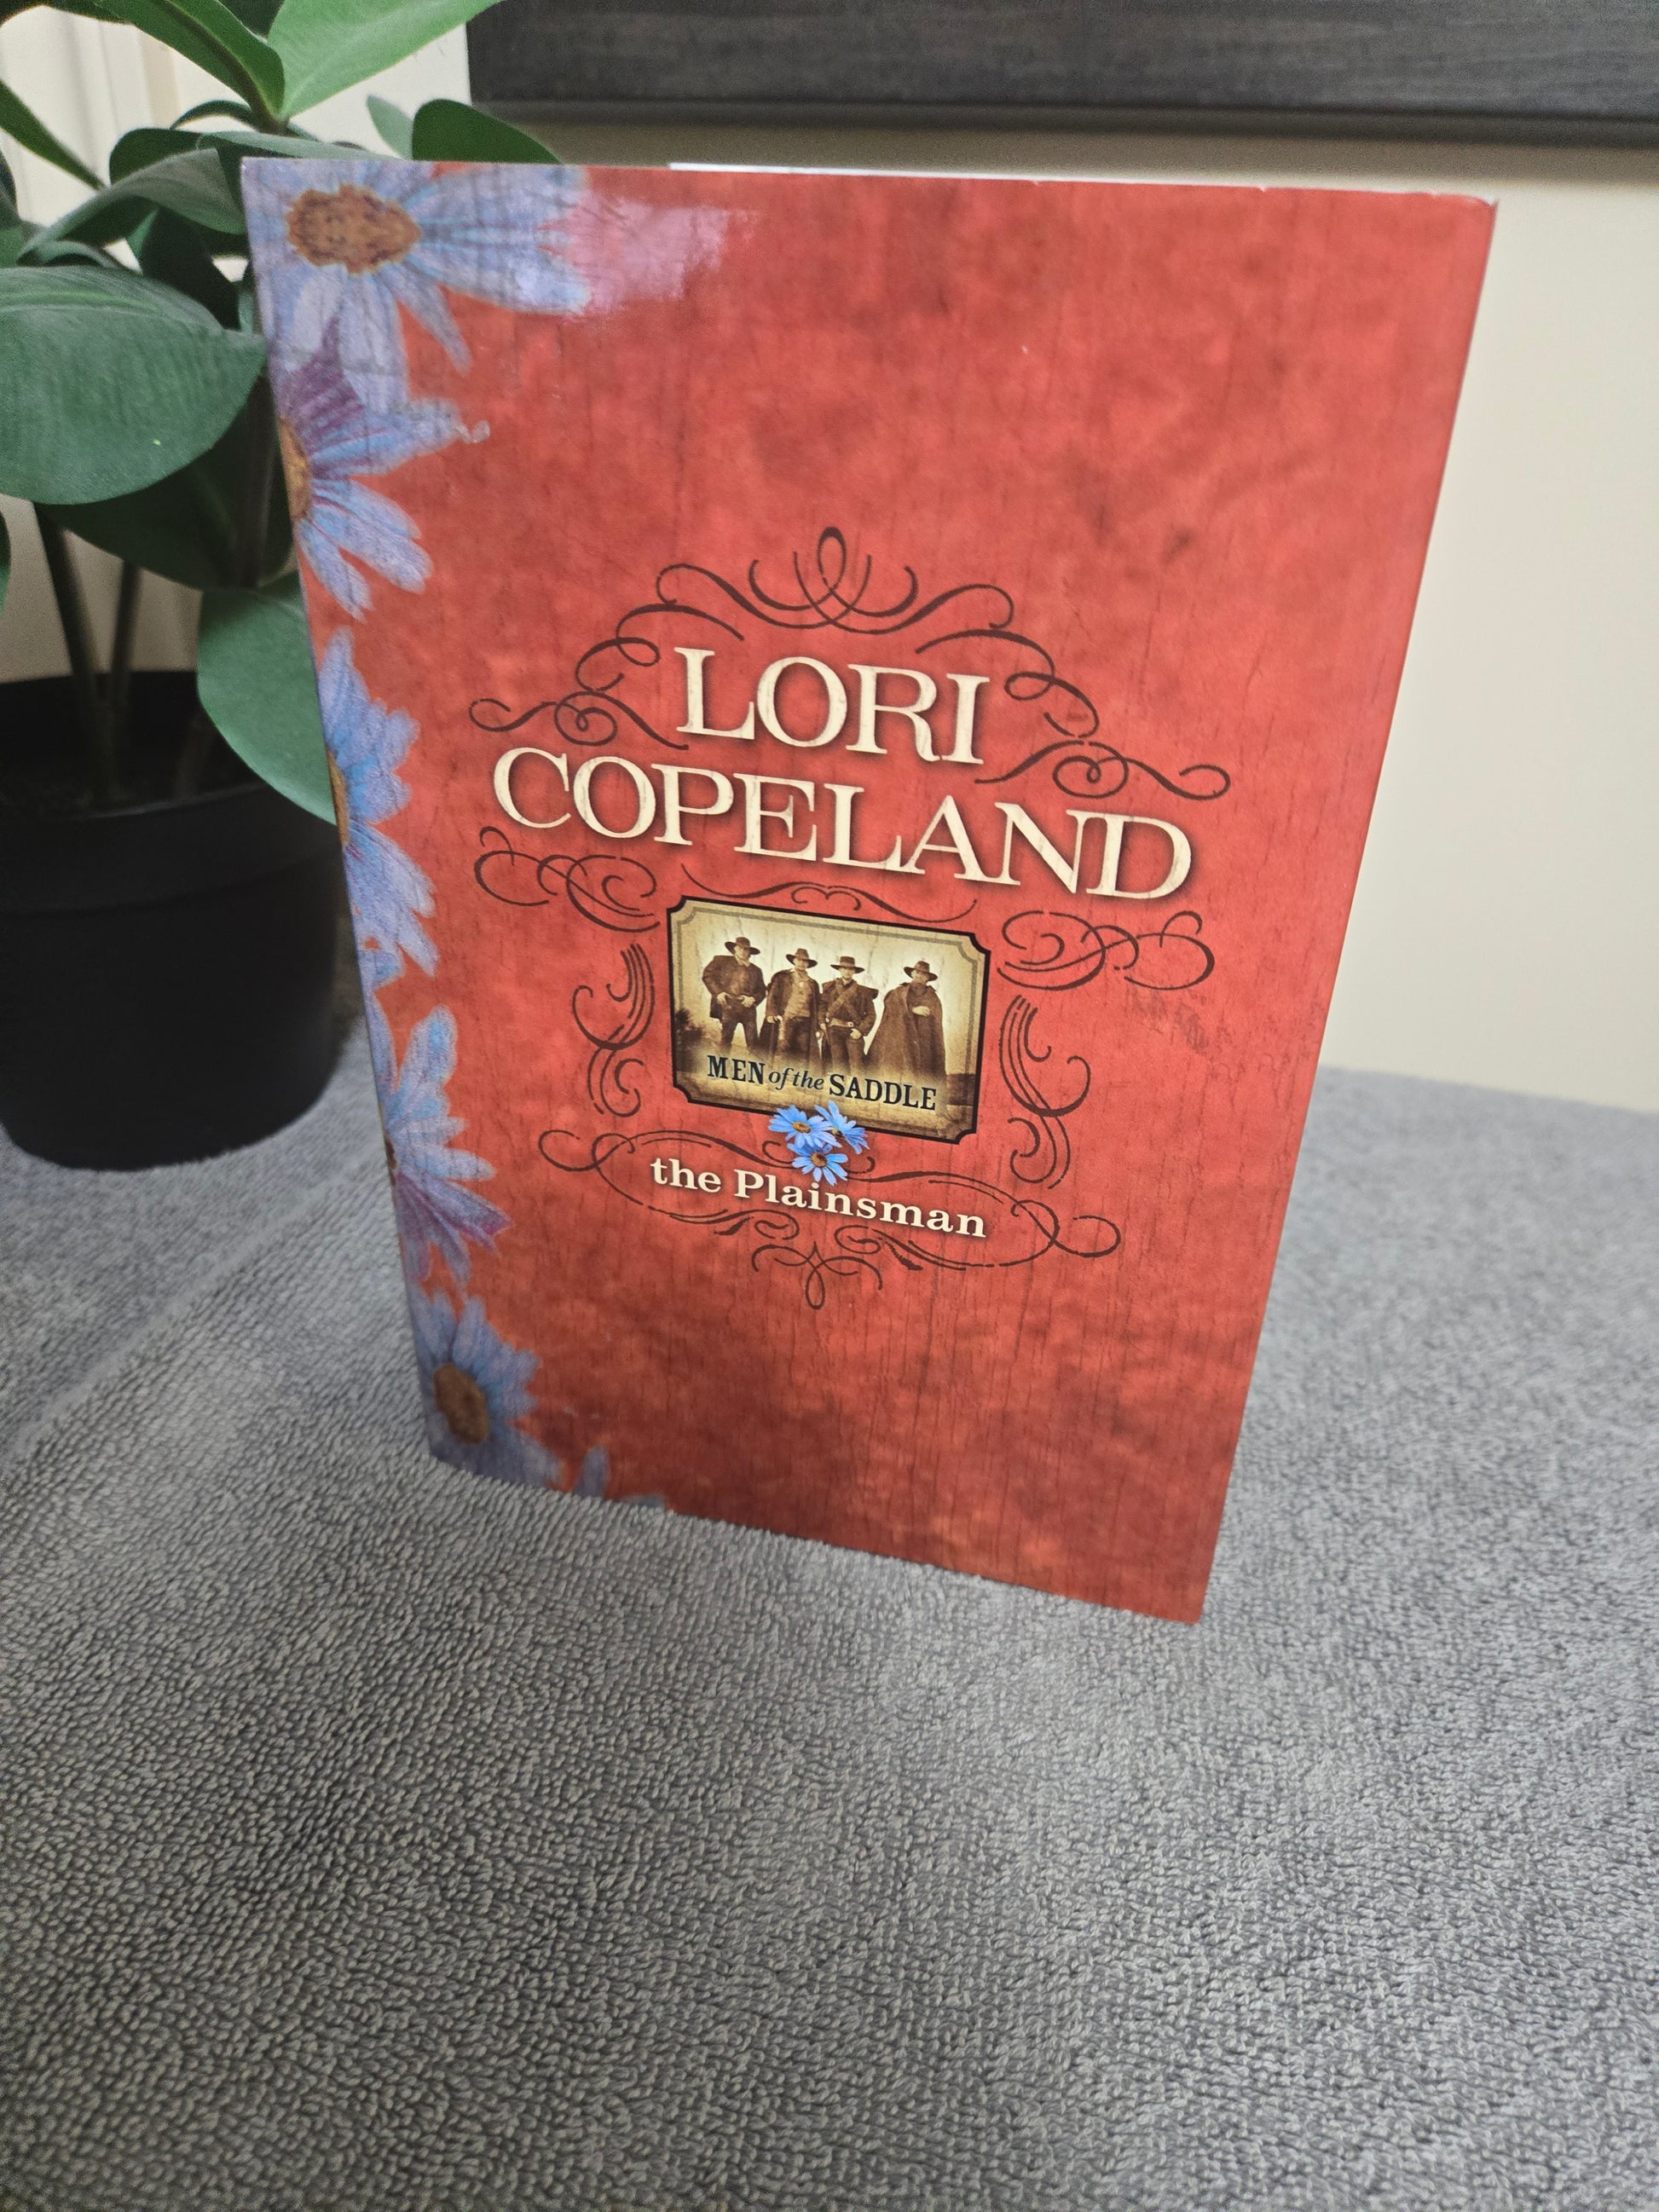 LORI
COPELAND
MEN of the SADDLE
the Plainsman